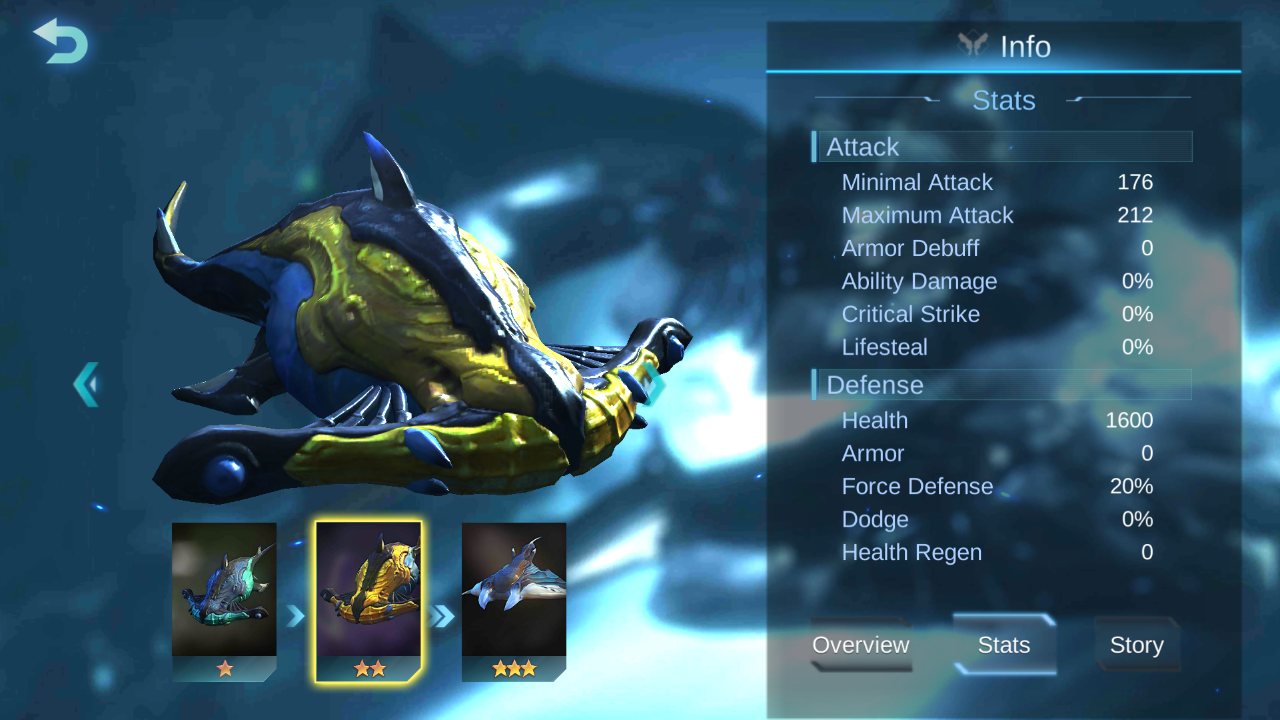 Info
Stats
Attack
Minimal Attack 176
Maximum Attack 212
Armor Debuff 0
Ability Damage 0%
Critical Strike 0%
Lifesteal 0%
Defense
Health 1600
Armor 0
Force Defense 20%
Dodge 0%
Health Regen 0
Overview Stats Story